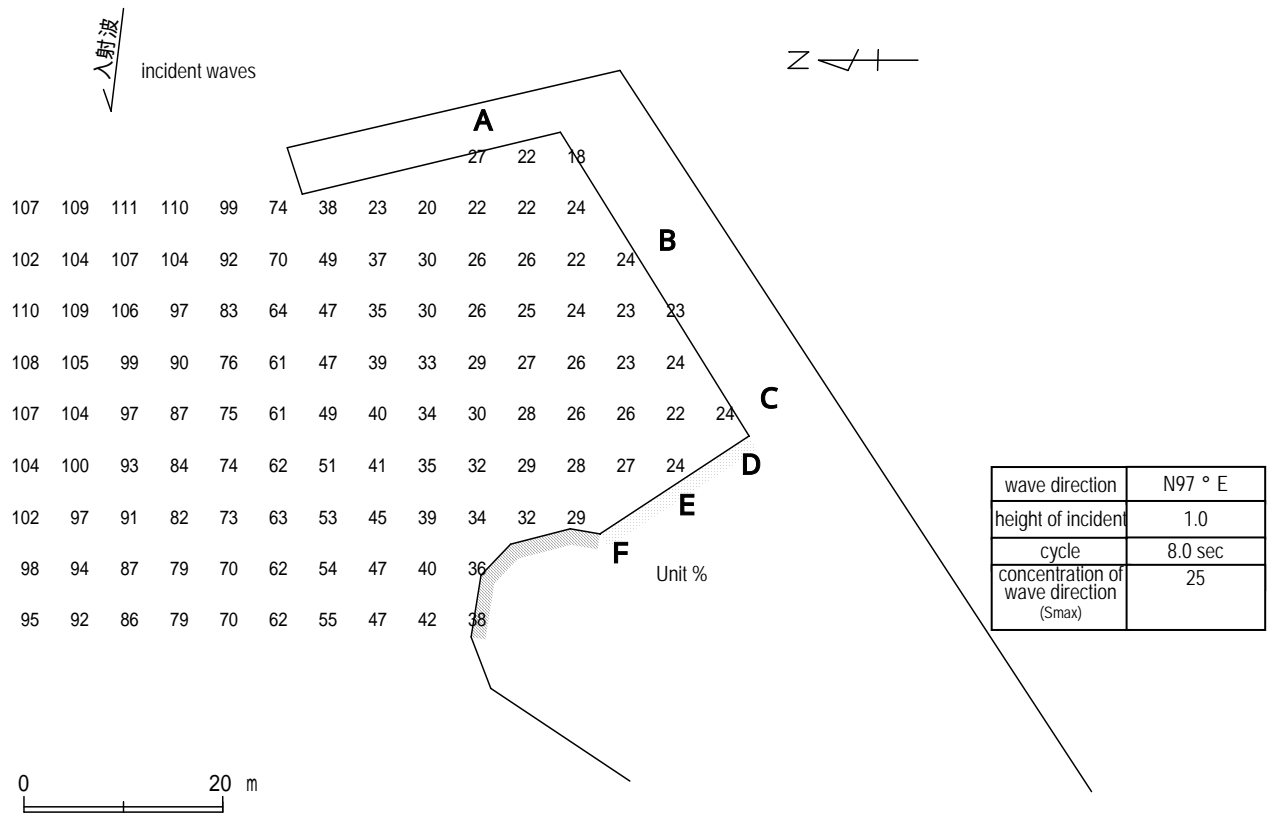 入射波
incident waves
N
A
27 22 18
107 109 111 110 99 74 38 23 20 22 22 24
B
102 104 107 104 92 70 49 37 30 26 26 22 24
110 109 106 97 83 64 47 35 30 26 25 24 23 23
108 105 99 90 76 61 47 39 33 29 27 26 23 24
C
107 104 97 87 75 61 49 40 34 30 28 26 26 22 24
104 100 93 84 74 62 51 41 35 32 29 28 27 24
D
E
102 97 91 82 73 63 53 45 39 34 32 29
F
98 94 87 79 70 62 54 47 40 36
Unit %
95 92 86 79 70 62 55 47 42 38
wave direction N97 ° E
height of incident 1.0
cycle 8.0 sec
concentration of
wave direction
(Smax)
25
0 20 m